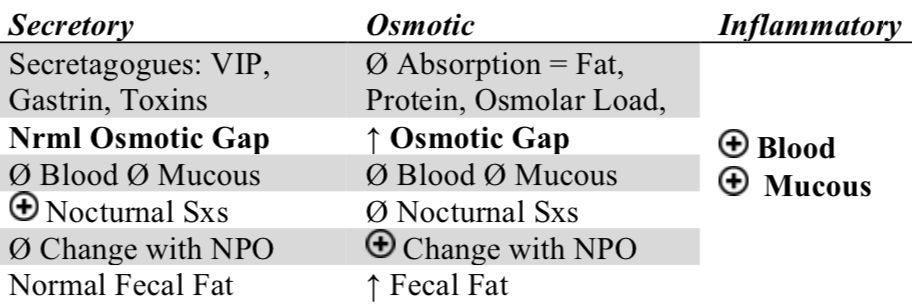 Secretory Osmotic Inflammatory
Secretagogues: VIP, Ø Absorption = Fat,
Gastrin, Toxins Protein, Osmolar Load,
Nrml Osmotic Gap ↑ Osmotic Gap
⊕ Blood
Ø Blood Ø Mucous Ø Blood Ø Mucous
⊕ Mucous
⊕ Nocturnal Sxs Ø Nocturnal Sxs
Ø Change with NPO ⊕ Change with NPO
Normal Fecal Fat ↑ Fecal Fat